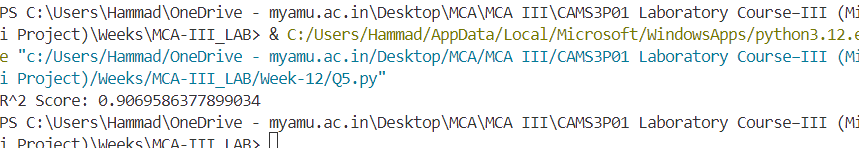 PS C:\Users\Hammad\OneDrive - myamu.ac.in\Desktop\MCA\MCA III\CAMS3P01 Laboratory Course–III (Mi
i Project)\Weeks\MCA-III_LAB> & C:/Users/Hammad/AppData/Local/Microsoft/WindowsApps/python3.12.e
e "c:/Users/Hammad/OneDrive - myamu.ac.in/Desktop/MCA/MCA III/CAMS3P01 Laboratory Course–III (Mi
i Project)/Weeks/MCA-III_LAB/Week-12/Q5.py"
R^2 Score: 0.9069586377899034
PS C:\Users\Hammad\OneDrive - myamu.ac.in\Desktop\MCA\MCA III\CAMS3P01 Laboratory Course–III (Mi
i Project)\Weeks\MCA-III_LAB>